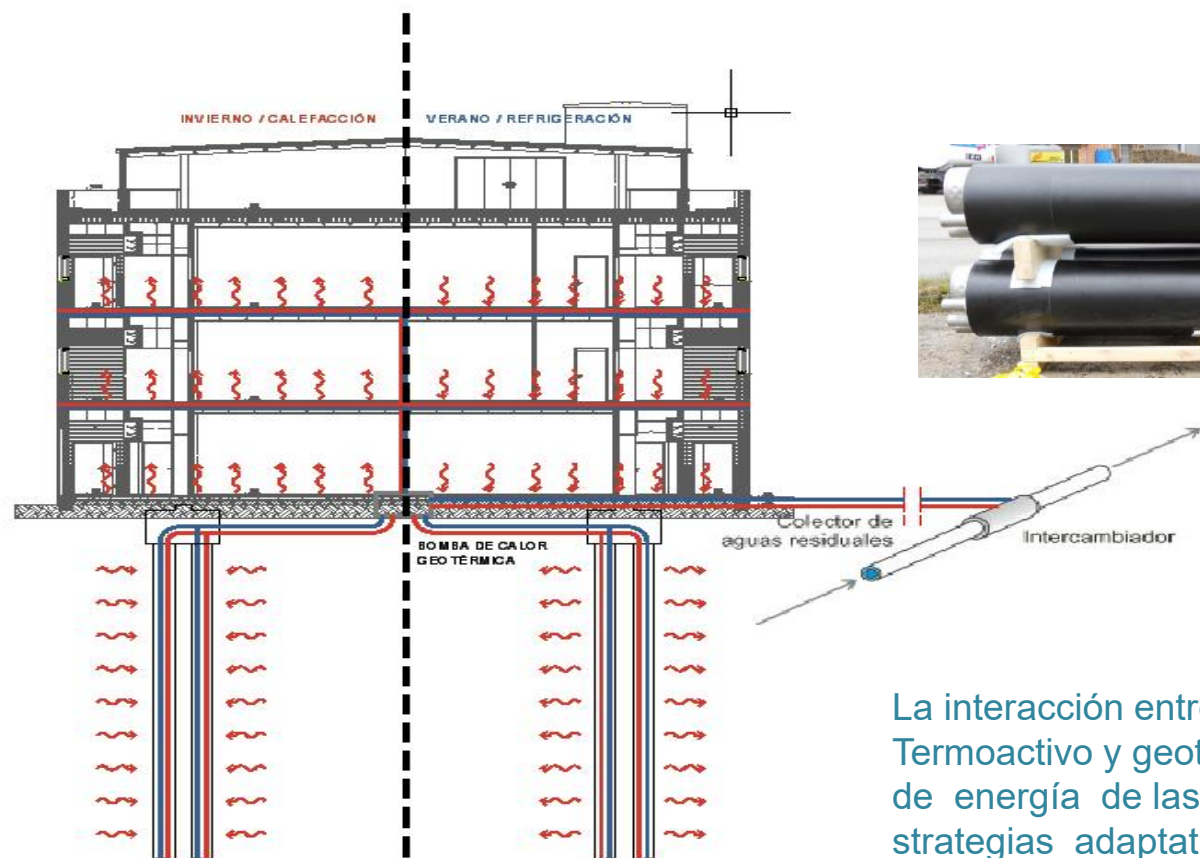 INVIERNO / CALEFACCIÓN
VERANO / REFRIGERACIÓN
BOMBA DE CALOR
GEOTÉRMICA
Colector de
aguas residuales
Intercambiador
La interacción entre
Termoactivo y geot
de energía de las
strategias adaptat